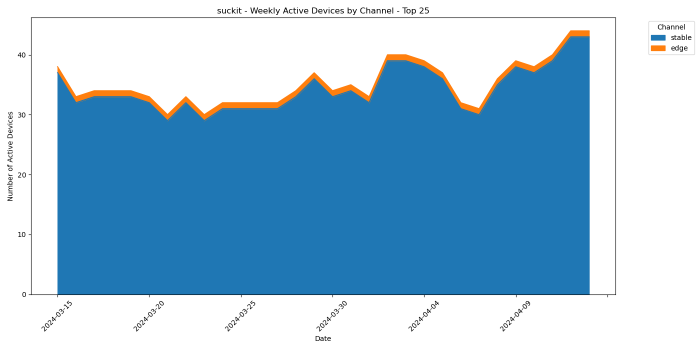 suckit - Weekly Active Devices by Channel - Top 25
Channel
stable
edge
Number of Active Devices
40
30
20
10
0
2024-03-15
2024-03-20
2024-03-25
2024-03-30
2024-04-04
2024-04-09
Date